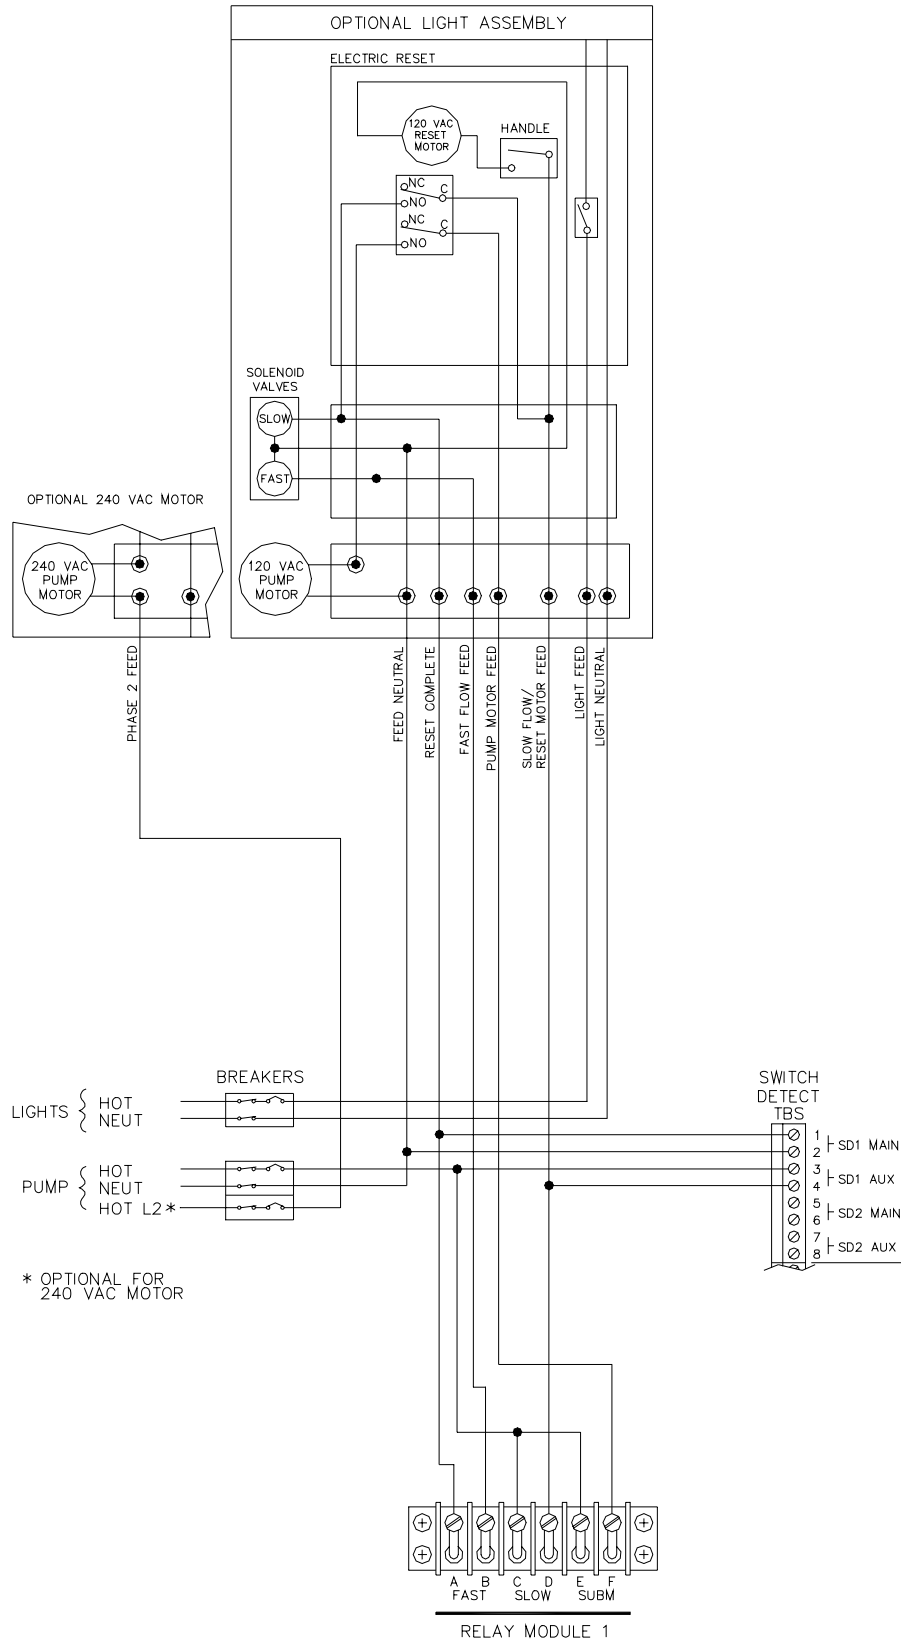 OPTIONAL LIGHT ASSEMBLY
ELECTRIC RESET
120 VAC
RESET
MOTOR
HANDLE
NC
C
NO
NC
C
NO
SOLENOID
VALVES
SLOW
FAST
OPTIONAL 240 VAC MOTOR
240 VAC
PUMP
MOTOR
120 VAC
PUMP
MOTOR
PHASE 2 FEED
FEED NEUTRAL
RESET COMPLETE
FAST FLOW FEED
PUMP MOTOR FEED
SLOW FLOW/
RESET MOTOR FEED
LIGHT FEED
LIGHT NEUTRAL
BREAKERS
LIGHTS
HOT
NEUT
PUMP
HOT
NEUT
HOT L2*
* OPTIONAL FOR
240 VAC MOTOR
SWITCH
DETECT
TBS
1
2
SD1 MAIN
3
4
SD1 AUX
5
6
SD2 MAIN
7
8
SD2 AUX
A B C D E F
FAST SLOW SUBM
RELAY MODULE 1